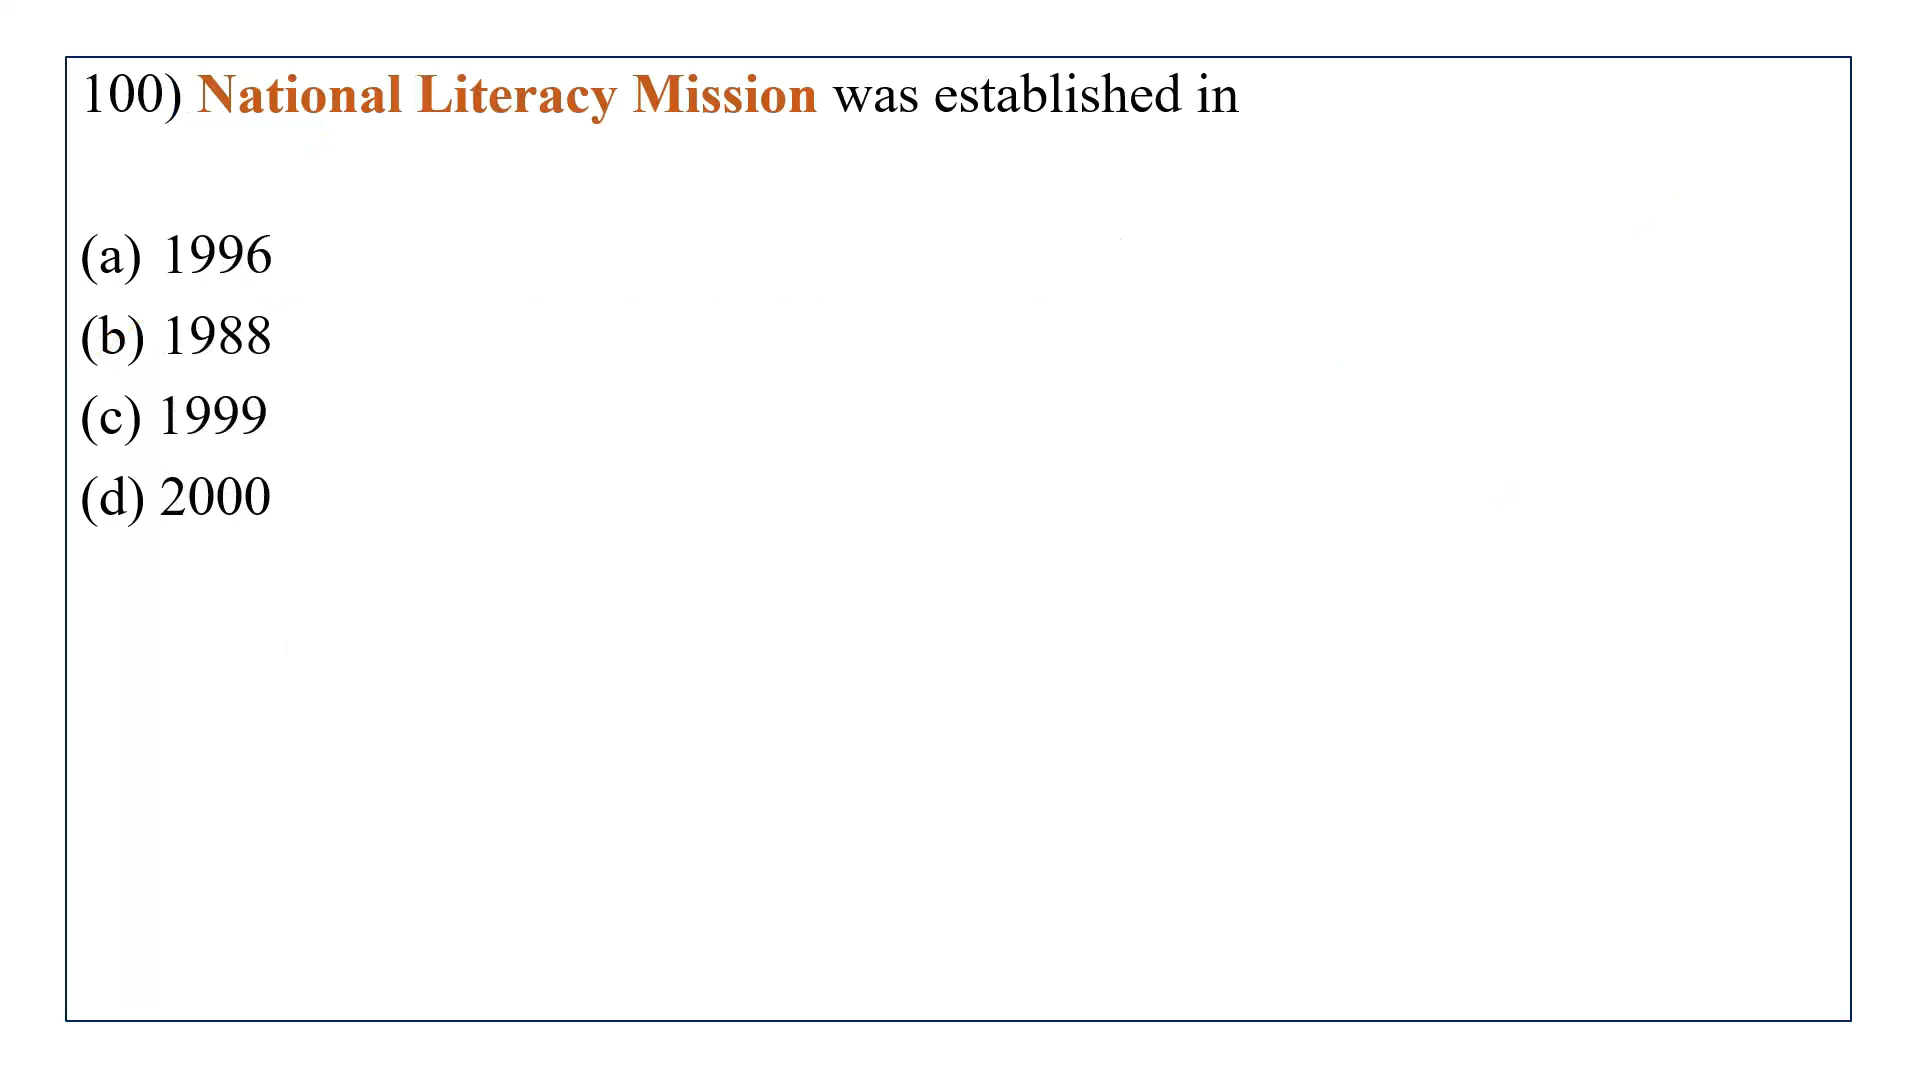 100) National Literacy Mission was established in
(a) 1996
(b) 1988
(c) 1999
(d) 2000